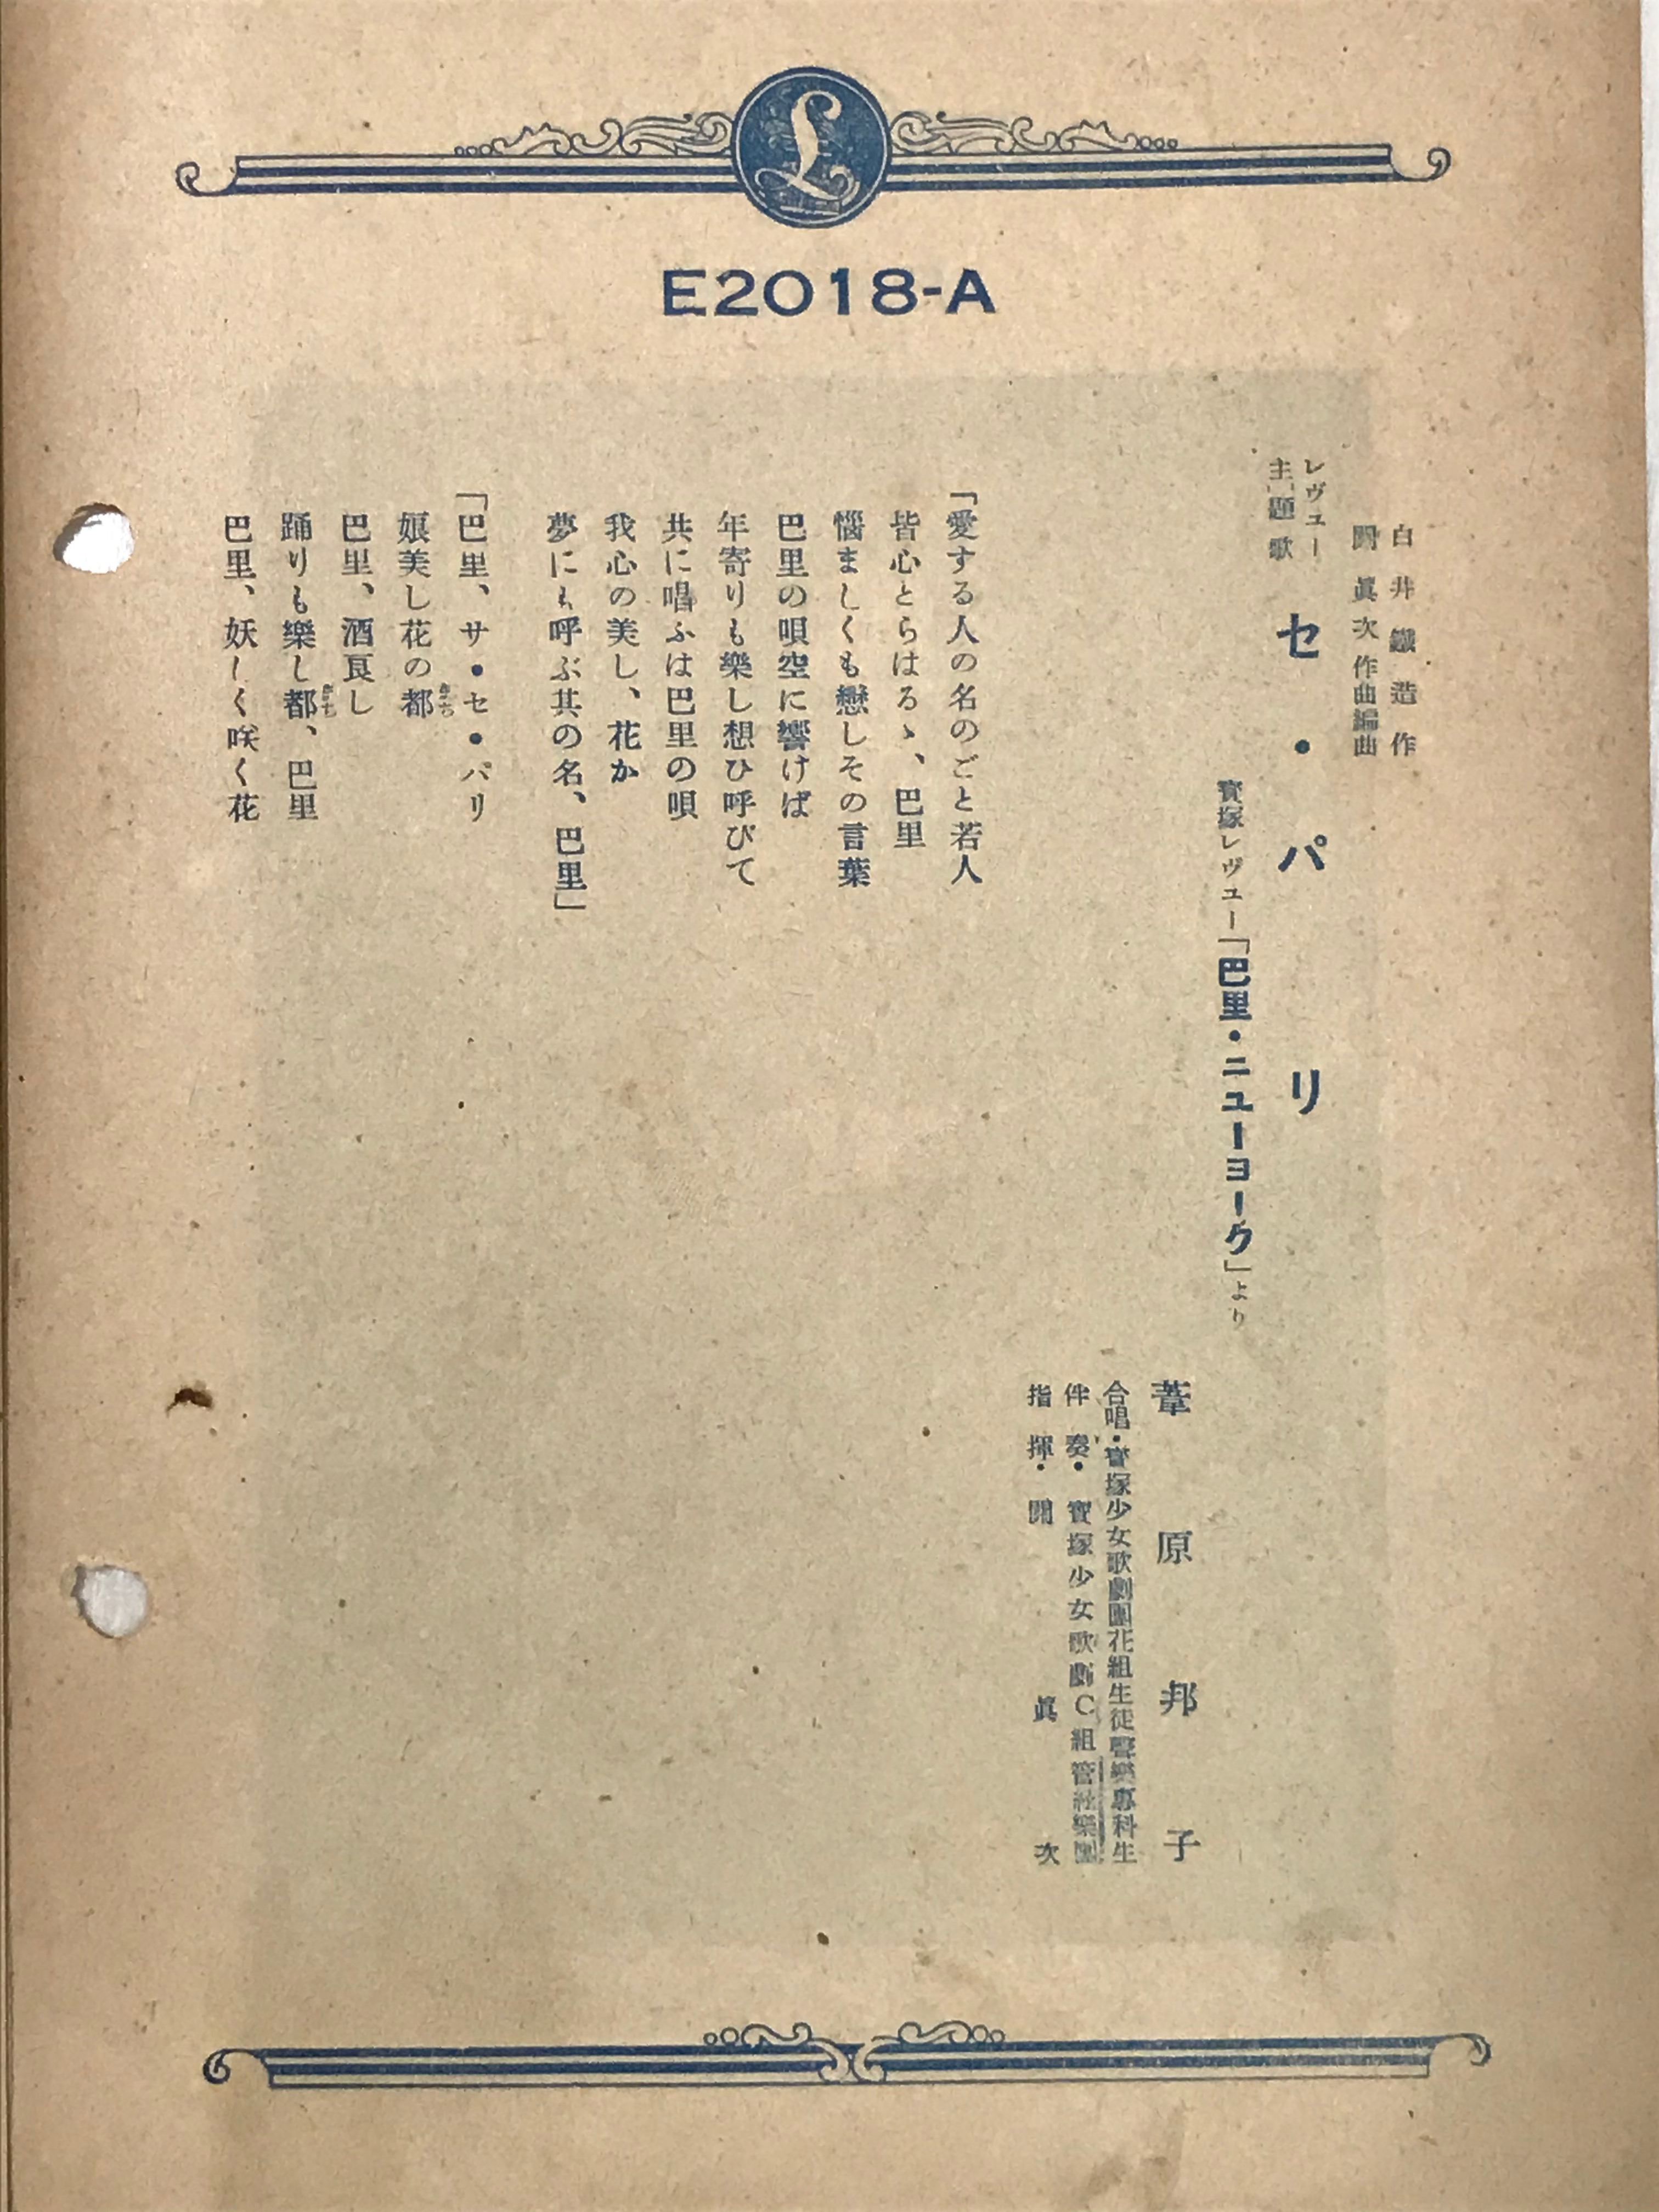 L
E2018-A
白井鐵造作
闘眞次作曲編曲
レヴュー
主題歌
セ・パリ
寳塚レヴュー「巴里・ニューヨーク」より
葦原邦子
合唱・寳塚少女歌劇團花組生徒聲樂專科生
伴奏・寳塚少女歌劇C組管絃樂團
指揮・闘眞次
「愛する人の名のごと若人
皆心とらはるゝ、巴里
惱ましくも戀しその言葉
巴里の唄空に響けば
年寄りも樂し想ひ呼びて
共に唱ふは巴里の唄
我心の美し、花か
夢にも呼ぶ其の名、巴里」
「巴里、サ・セ・パリ
娘美し花の都
巴里、酒良し
踊りも樂し都、巴里
巴里、妖しく咲く花